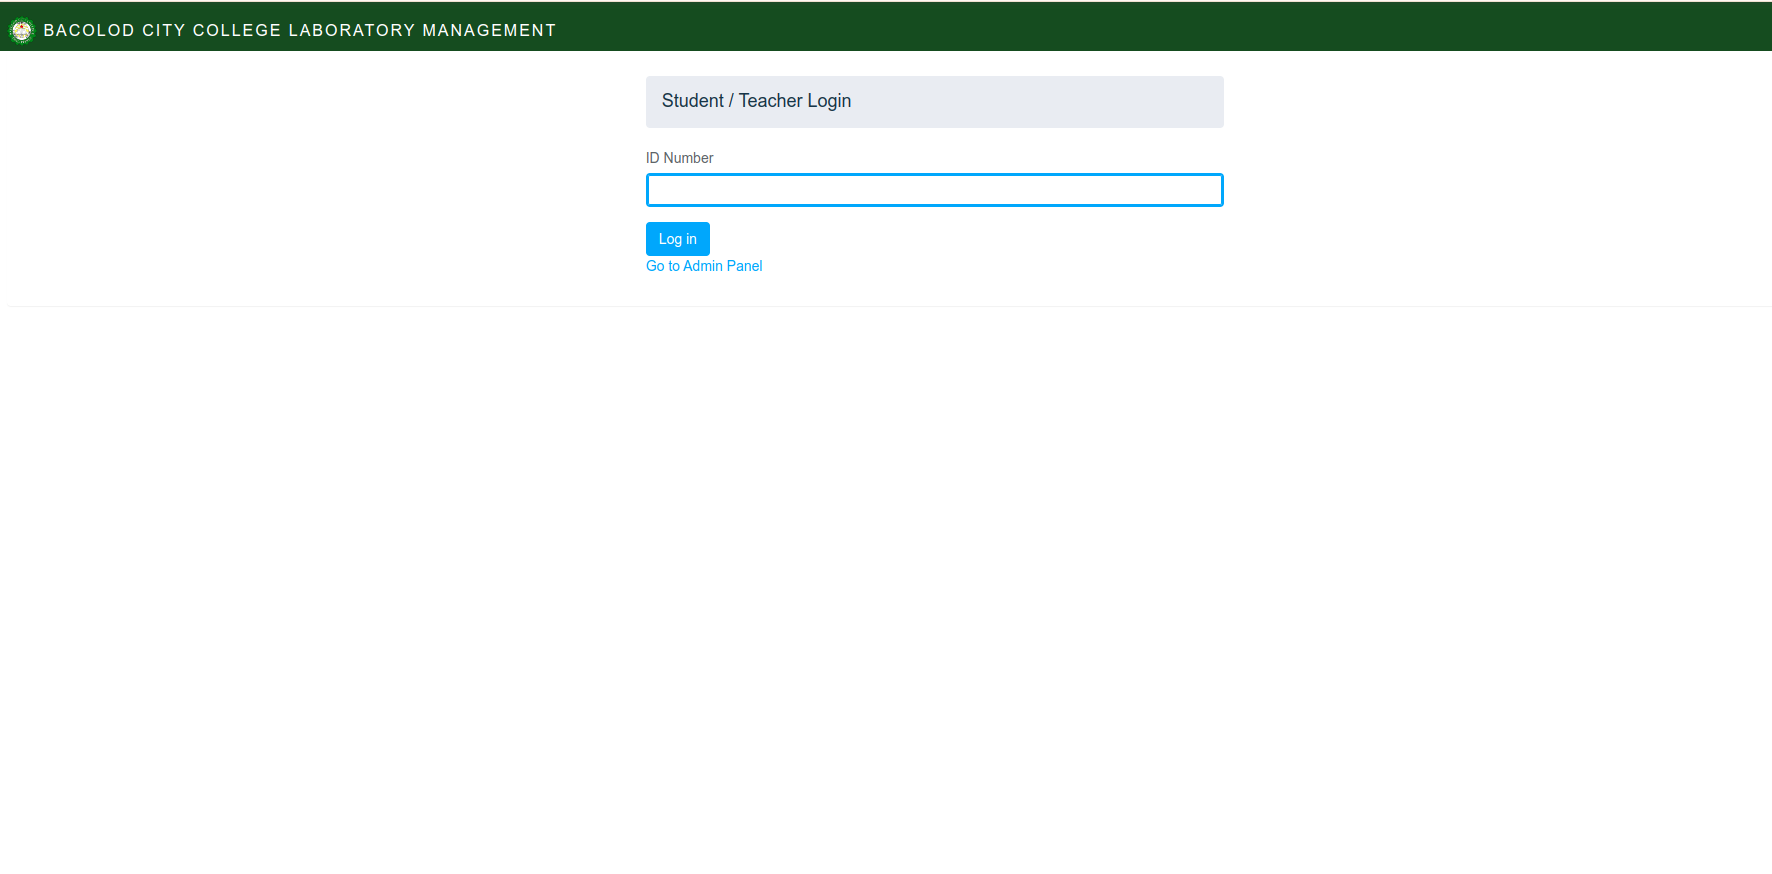 BACOLOD CITY COLLEGE LABORATORY MANAGEMENT
Student / Teacher Login
ID Number
Log in
Go to Admin Panel